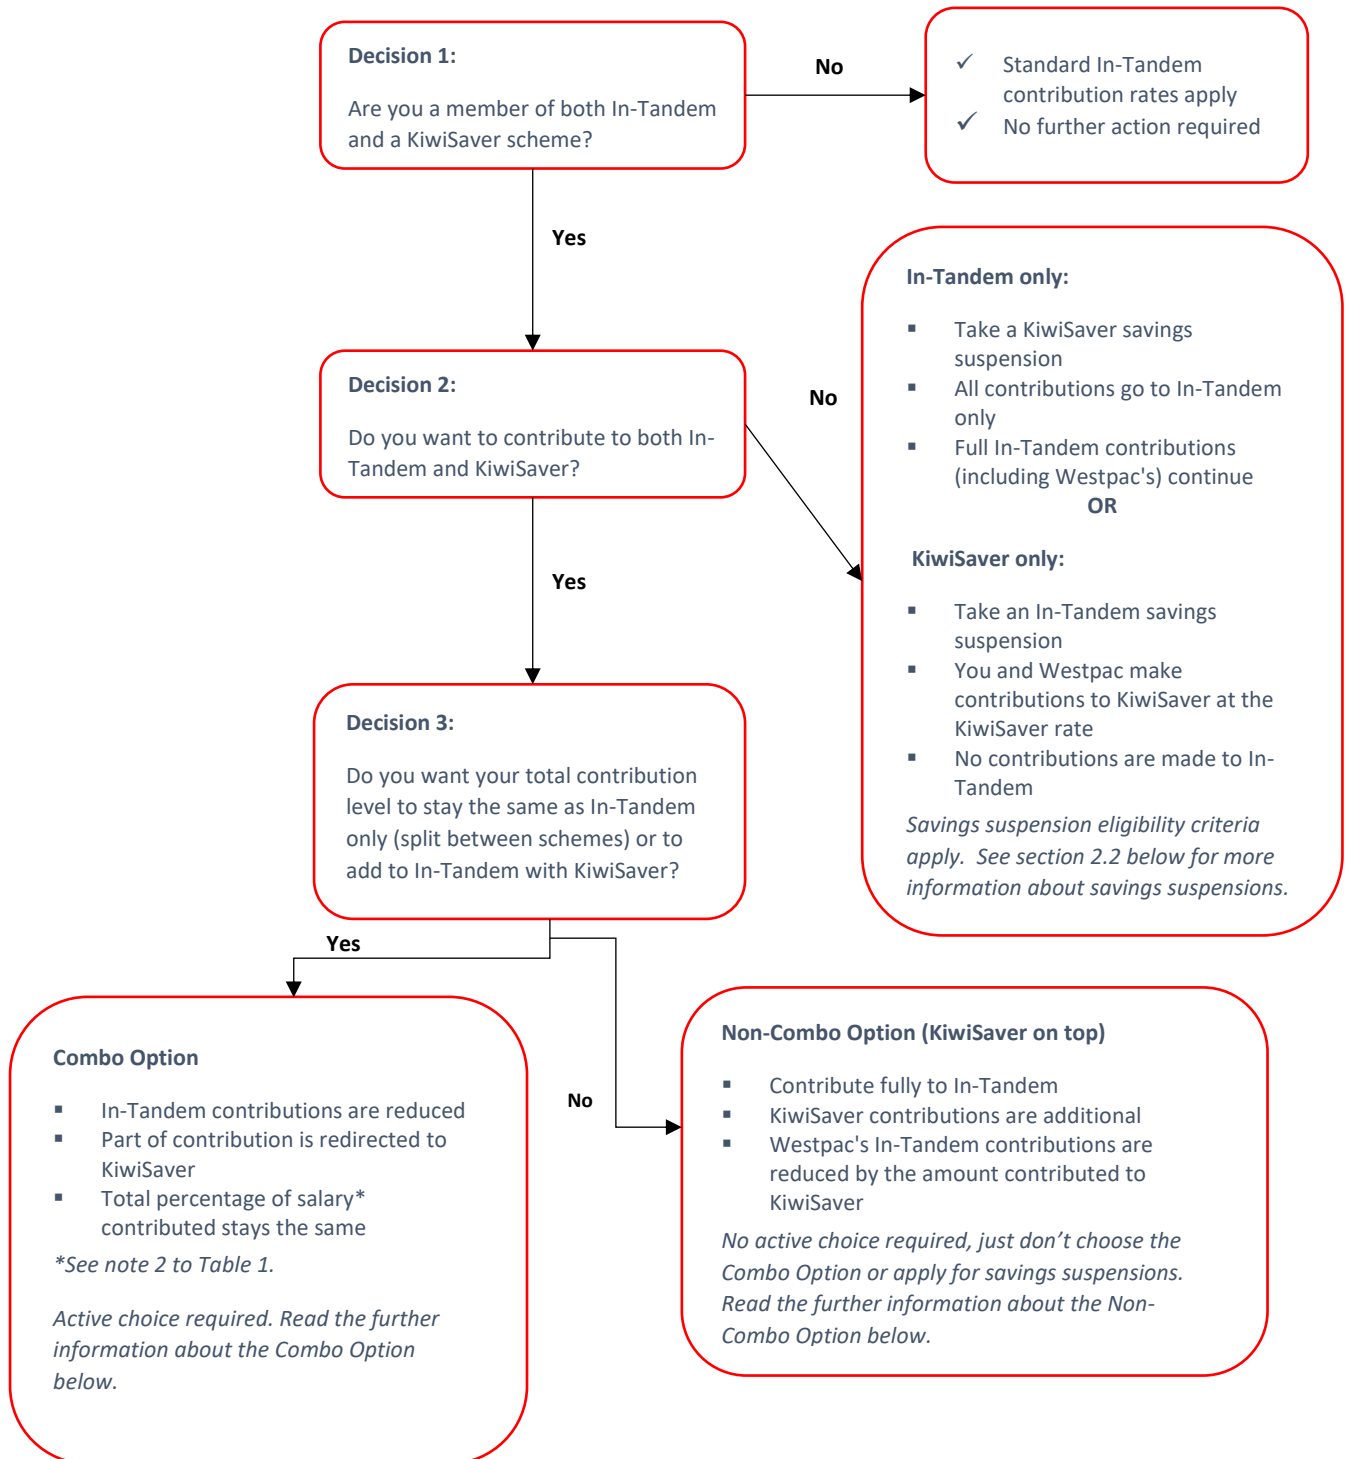 Decision 1:
Are you a member of both In-Tandem
and a KiwiSaver scheme?
No
✓ Standard In-Tandem
contribution rates apply
✓ No further action required
Yes
Decision 2:
Do you want to contribute to both In-
Tandem and KiwiSaver?
No
In-Tandem only:
▪ Take a KiwiSaver savings
suspension
▪ All contributions go to In-Tandem
only
▪ Full In-Tandem contributions
(including Westpac's) continue
OR
KiwiSaver only:
▪ Take an In-Tandem savings
suspension
▪ You and Westpac make
contributions to KiwiSaver at the
KiwiSaver rate
▪ No contributions are made to In-
Tandem
Savings suspension eligibility criteria
apply. See section 2.2 below for more
information about savings suspensions.
Yes
Decision 3:
Do you want your total contribution
level to stay the same as In-Tandem
only (split between schemes) or to
add to In-Tandem with KiwiSaver?
Yes
Combo Option
▪ In-Tandem contributions are reduced
▪ Part of contribution is redirected to
KiwiSaver
▪ Total percentage of salary*
contributed stays the same
*See note 2 to Table 1.
Active choice required. Read the further
information about the Combo Option
below.
No
Non-Combo Option (KiwiSaver on top)
▪ Contribute fully to In-Tandem
▪ KiwiSaver contributions are additional
▪ Westpac's In-Tandem contributions are
reduced by the amount contributed to
KiwiSaver
No active choice required, just don’t choose the
Combo Option or apply for savings suspensions.
Read the further information about the Non-
Combo Option below.